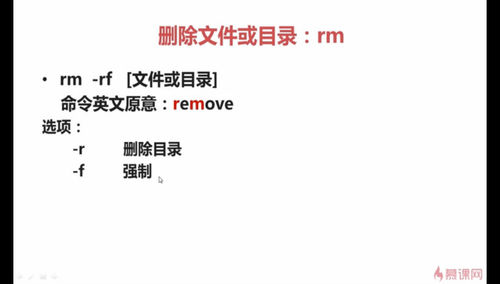 删除文件或目录：rm
• rm -rf [文件或目录]
命令英文原意：remove
选项：
-r 删除目录
-f 强制
慕课网